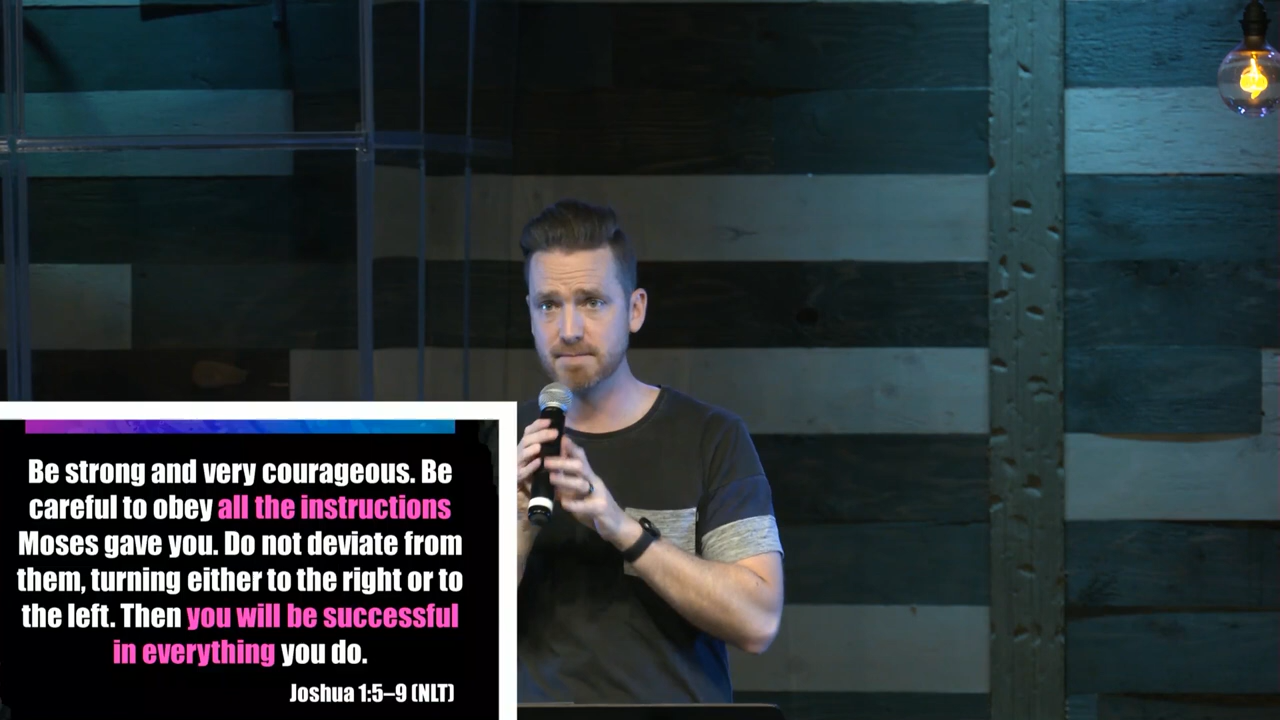 Be strong and very courageous. Be
careful to obey all the instructions
Moses gave you. Do not deviate from
them, turning either to the right or to
the left. Then you will be successful
in everything you do.
Joshua 1:5–9 (NLT)